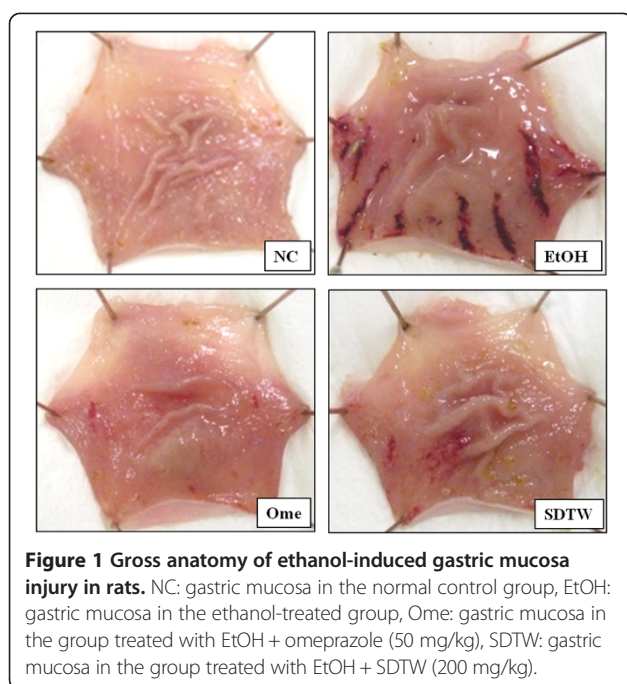 NC
EtOH
Ome
SDTW
Figure 1 Gross anatomy of ethanol-induced gastric mucosa
injury in rats. NC: gastric mucosa in the normal control group, EtOH:
gastric mucosa in the ethanol-treated group, Ome: gastric mucosa in
the group treated with EtOH + omeprazole (50 mg/kg), SDTW: gastric
mucosa in the group treated with EtOH + SDTW (200 mg/kg).